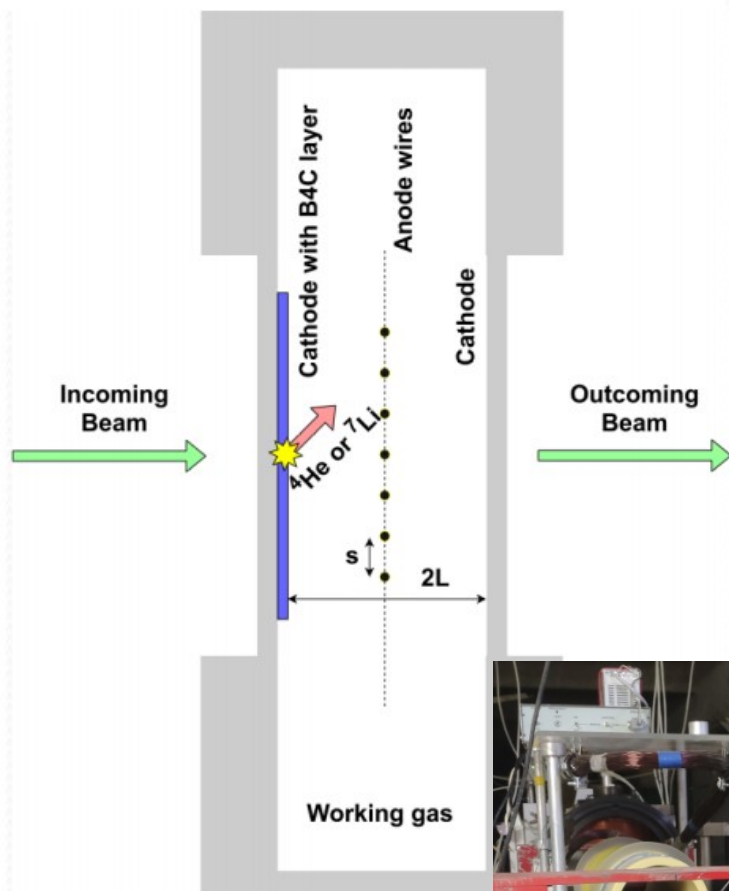 Cathode with B4C layer
Anode wires
Cathode
Incoming
Beam
⁴He or ⁷Li
Outcoming
Beam
s
2L
Working gas